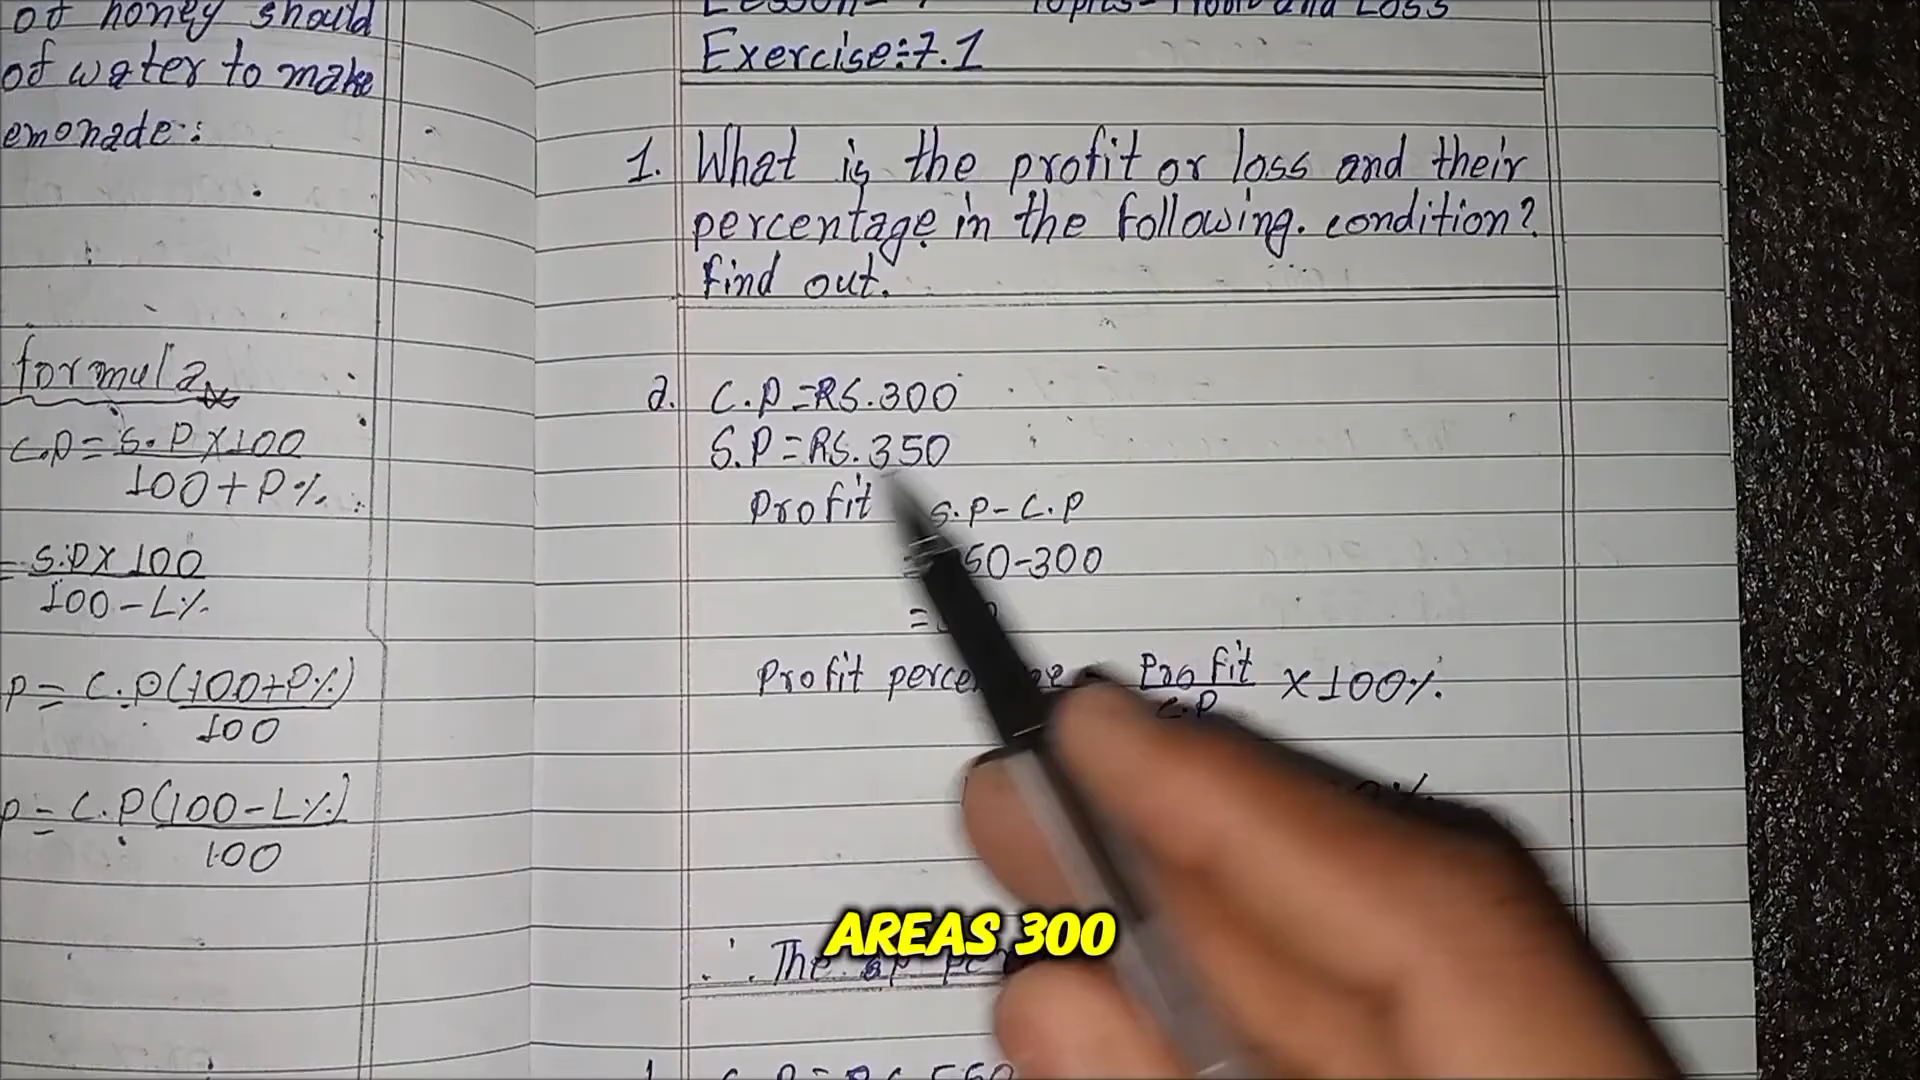 of honey should
of water to make
emonade:
formula
C.P = S.P X 100
100 + P%
= S.P X 100
100 - L%
P = C.P(100+P%)
100
P = C.P(100-L%)
100
Exercise:7.1
1. What is the profit or loss and their
percentage in the following. condition?
find out.
a. C.P = RS.300
S.P = RS.350
Profit S.P - C.P
50-300
=
Profit Profit X 100%
C.P
AREAS 300
∴ The